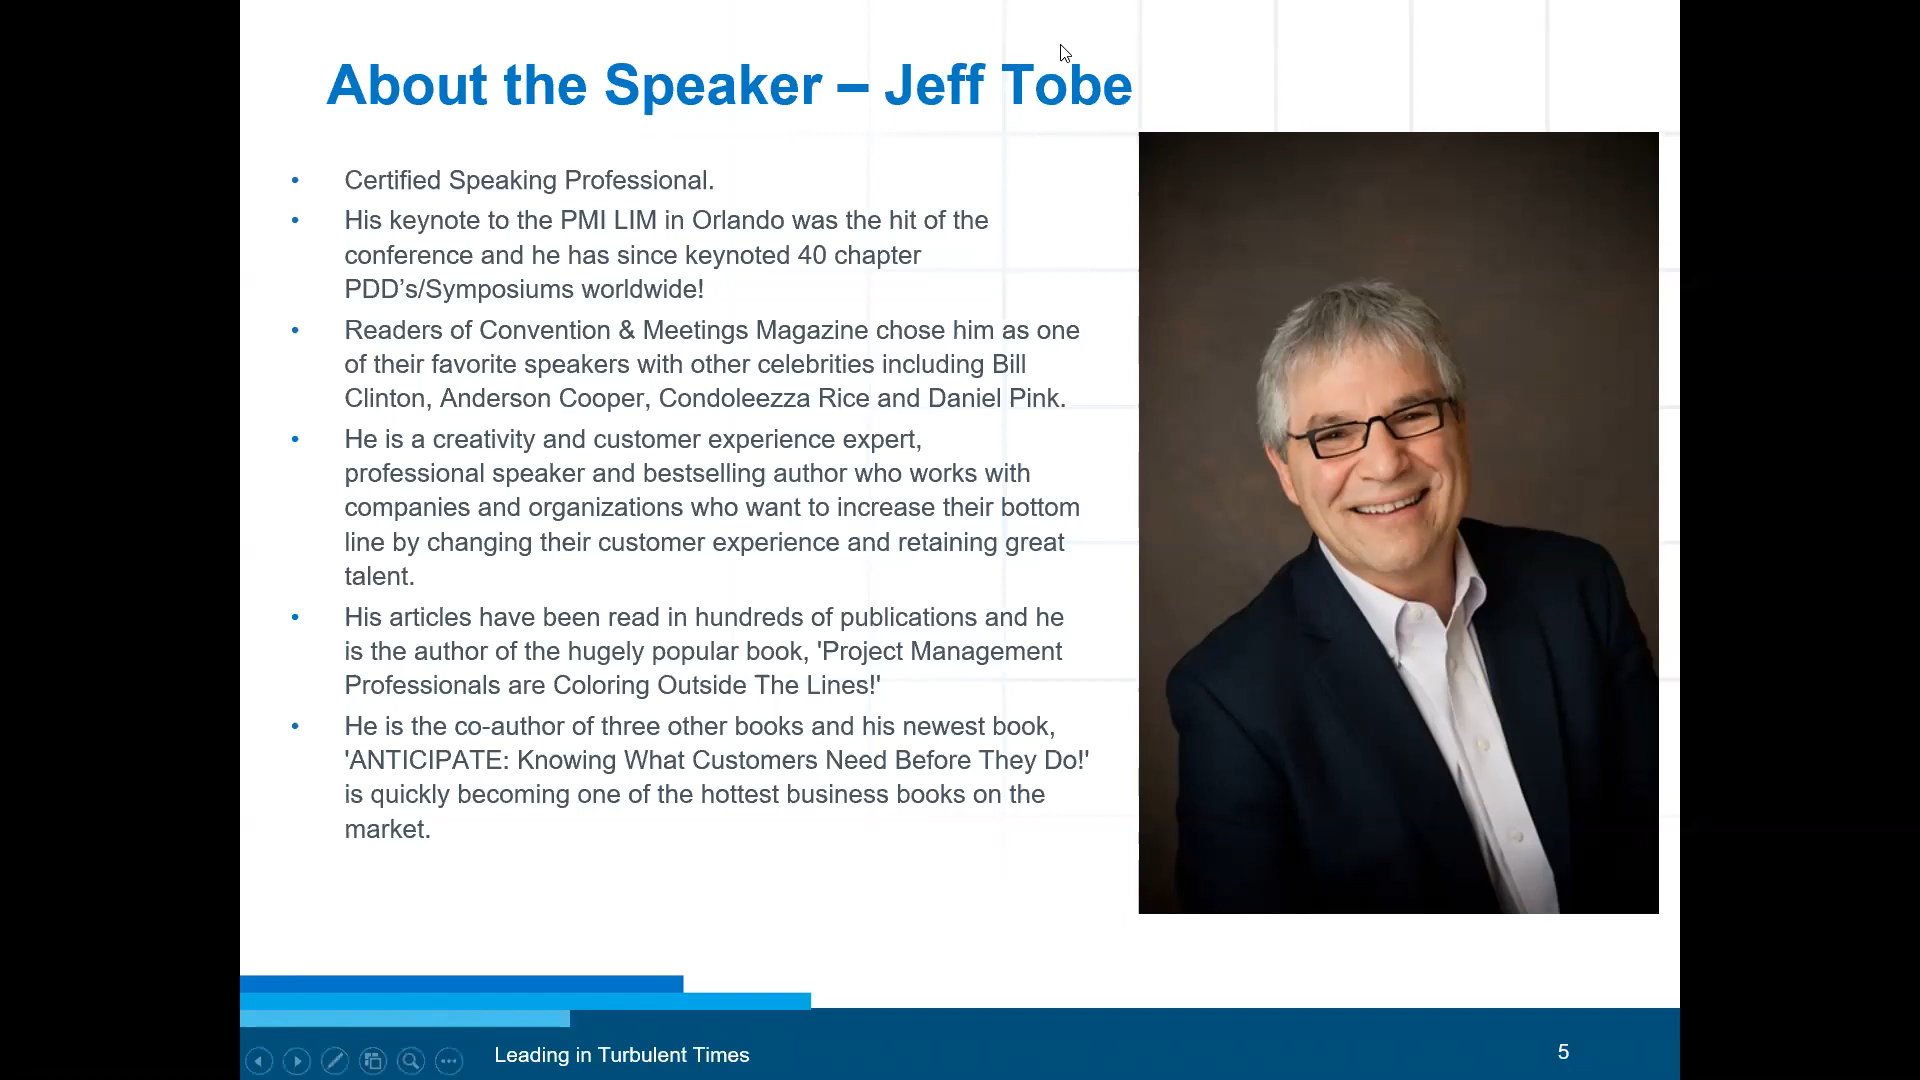 About the Speaker – Jeff Tobe
• Certified Speaking Professional.
• His keynote to the PMI LIM in Orlando was the hit of the
conference and he has since keynoted 40 chapter
PDD’s/Symposiums worldwide!
• Readers of Convention & Meetings Magazine chose him as one
of their favorite speakers with other celebrities including Bill
Clinton, Anderson Cooper, Condoleezza Rice and Daniel Pink.
• He is a creativity and customer experience expert,
professional speaker and bestselling author who works with
companies and organizations who want to increase their bottom
line by changing their customer experience and retaining great
talent.
• His articles have been read in hundreds of publications and he
is the author of the hugely popular book, 'Project Management
Professionals are Coloring Outside The Lines!'
• He is the co-author of three other books and his newest book,
'ANTICIPATE: Knowing What Customers Need Before They Do!'
is quickly becoming one of the hottest business books on the
market.
Leading in Turbulent Times
5